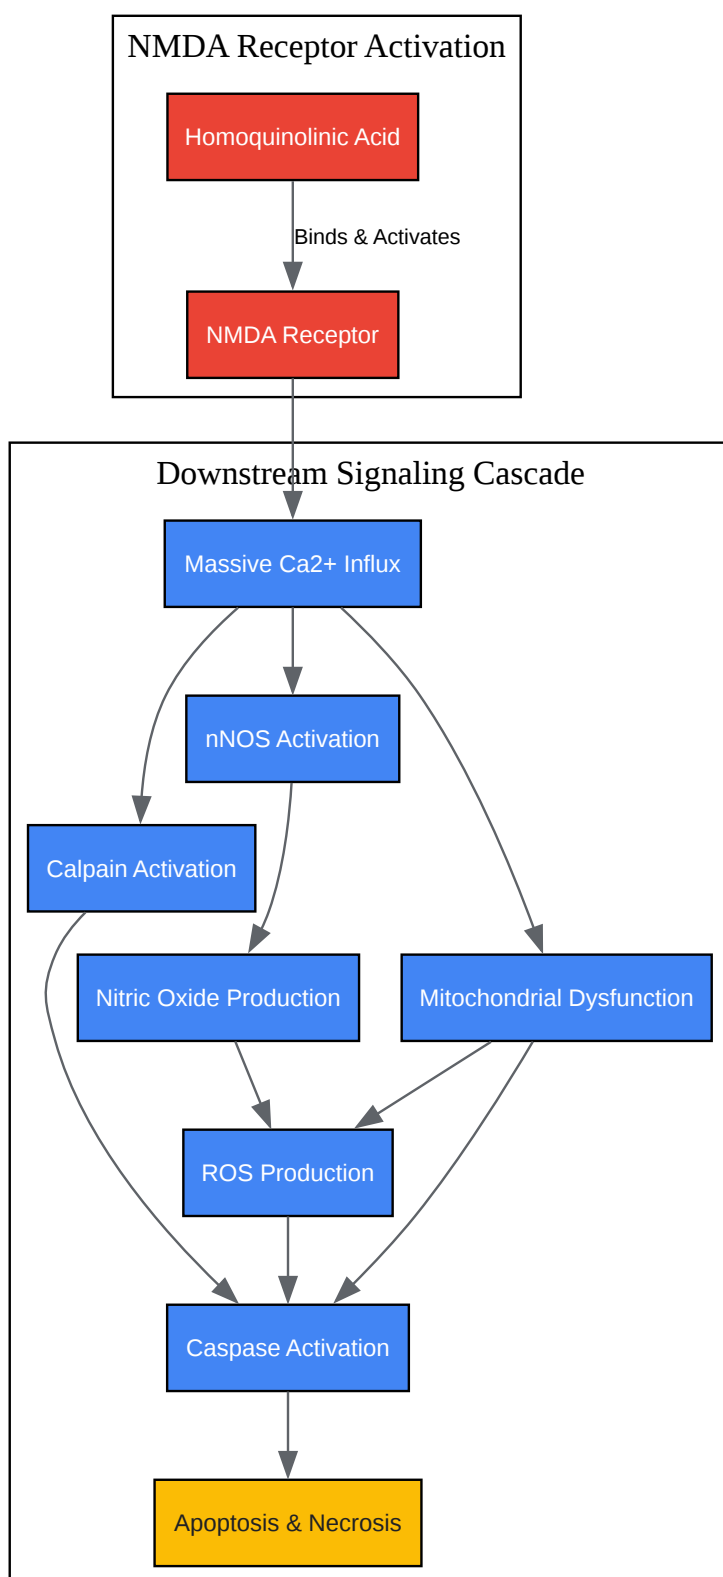 NMDA Receptor Activation
Homoquinolinic Acid
Binds & Activates
NMDA Receptor
Downstream Signaling Cascade
Massive Ca2+ Influx
nNOS Activation
Calpain Activation
Nitric Oxide Production
Mitochondrial Dysfunction
ROS Production
Caspase Activation
Apoptosis & Necrosis